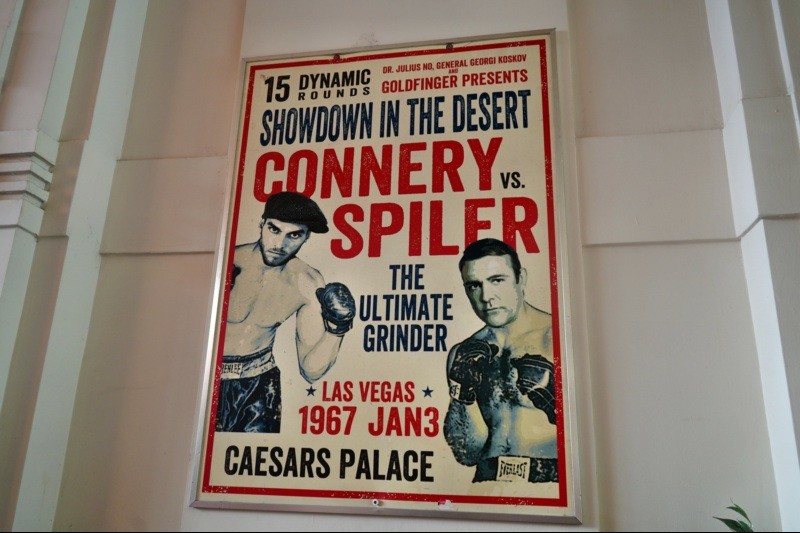 15 DYNAMIC
ROUNDS
DR. JULIUS NO, GENERAL GEORGI KOSKOV
AND
GOLDFINGER PRESENTS
SHOWDOWN IN THE DESERT
CONNERY VS.
SPILER
THE
ULTIMATE
GRINDER
LAS VEGAS
1967 JAN3
CAESARS PALACE
EVERLAST